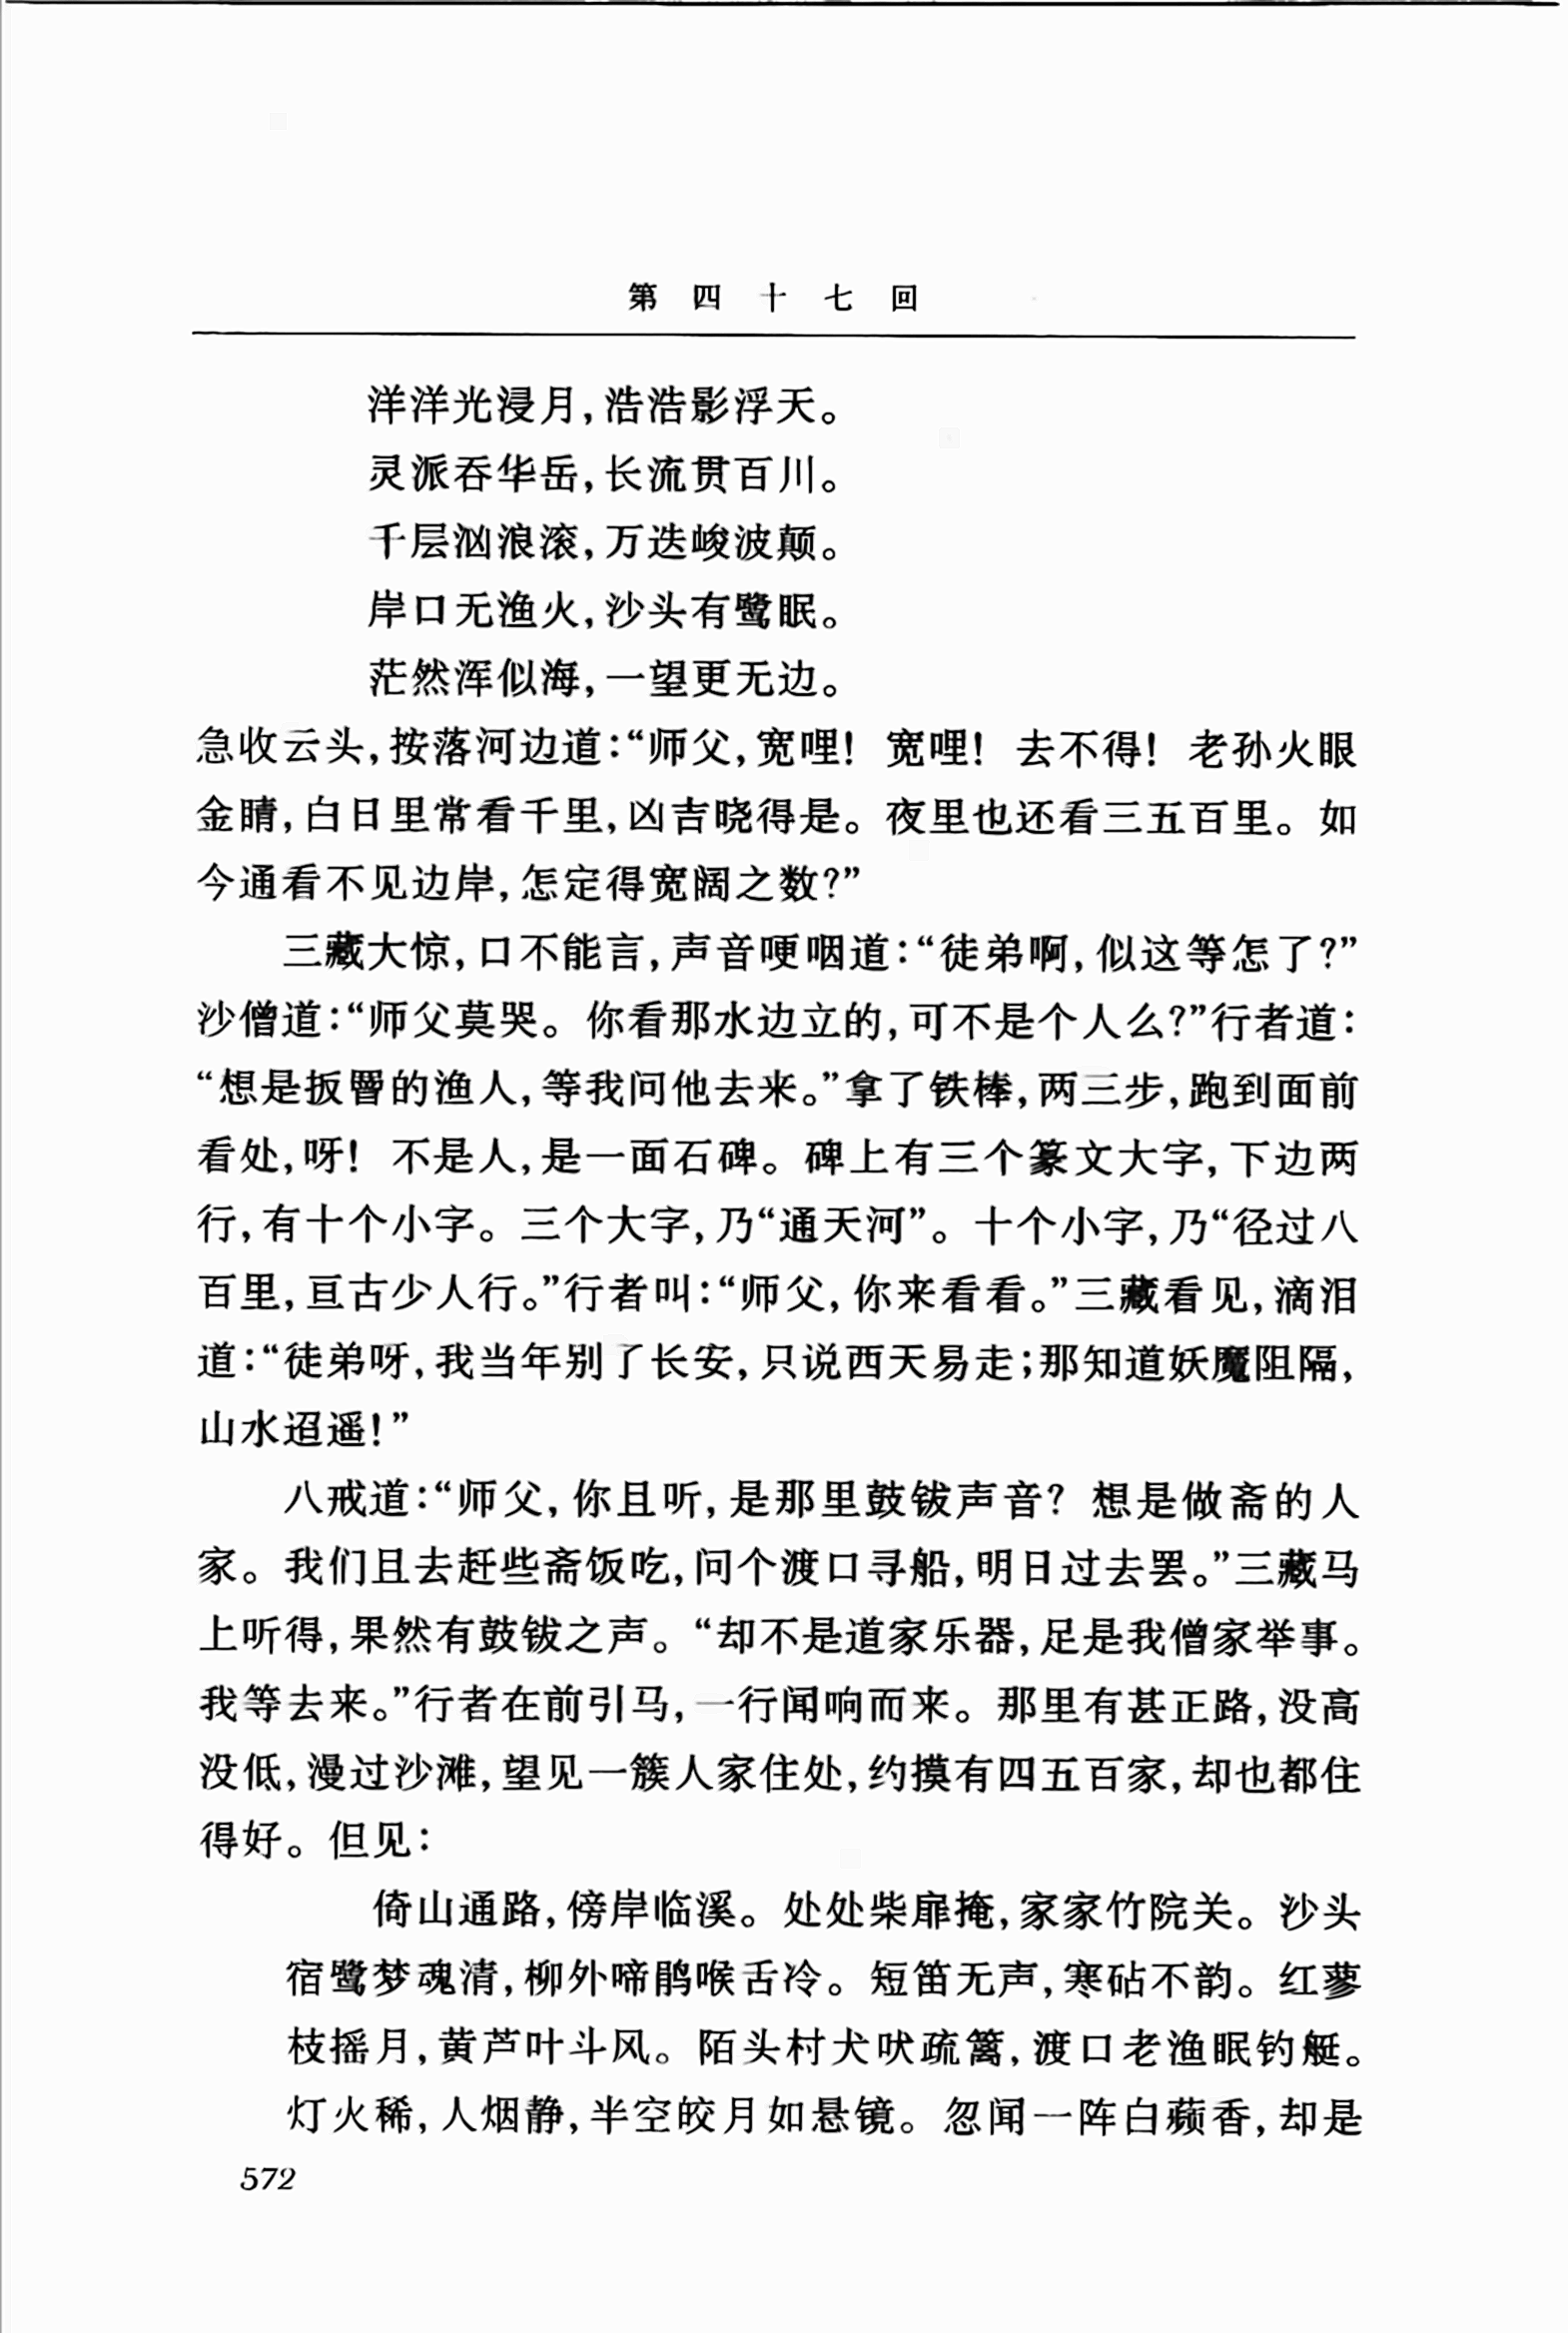 第四十七回
洋洋光浸月，浩浩影浮天。
灵派吞华岳，长流贯百川。
千层汹浪滚，万迭峻波颠。
岸口无渔火，沙头有鹭眠。
茫然浑似海，一望更无边。
急收云头，按落河边道：“师父，宽哩！宽哩！去不得！老孙火眼
金睛，白日里常看千里，凶吉晓得是。夜里也还看三五百里。如
今通看不见边岸，怎定得宽阔之数？”
三藏大惊，口不能言，声音哽咽道：“徒弟啊，似这等怎了？”
沙僧道：“师父莫哭。你看那水边立的，可不是个人么？”行者道：
“想是扳罾的渔人，等我问他去来。”拿了铁棒，两三步，跑到面前
看处，呀！不是人，是一面石碑。碑上有三个篆文大字，下边两
行，有十个小字。三个大字，乃“通天河”。十个小字，乃“径过八
百里，亘古少人行。”行者叫：“师父，你来看看。”三藏看见，滴泪
道：“徒弟呀，我当年别了长安，只说西天易走；那知道妖魔阻隔，
山水迢遥！”
八戒道：“师父，你且听，是那里鼓钹声音？想是做斋的人
家。我们且去赶些斋饭吃，问个渡口寻船，明日过去罢。”三藏马
上听得，果然有鼓钹之声。“却不是道家乐器，足是我僧家举事。
我等去来。”行者在前引马，一行闻响而来。那里有甚正路，没高
没低，漫过沙滩，望见一簇人家住处，约摸有四五百家，却也都住
得好。但见：
倚山通路，傍岸临溪。处处柴扉掩，家家竹院关。沙头
宿鹭梦魂清，柳外啼鹃喉舌冷。短笛无声，寒砧不韵。红蓼
枝摇月，黄芦叶斗风。陌头村犬吠疏篱，渡口老渔眠钓艇。
灯火稀，人烟静，半空皎月如悬镜。忽闻一阵白蘋香，却是
572